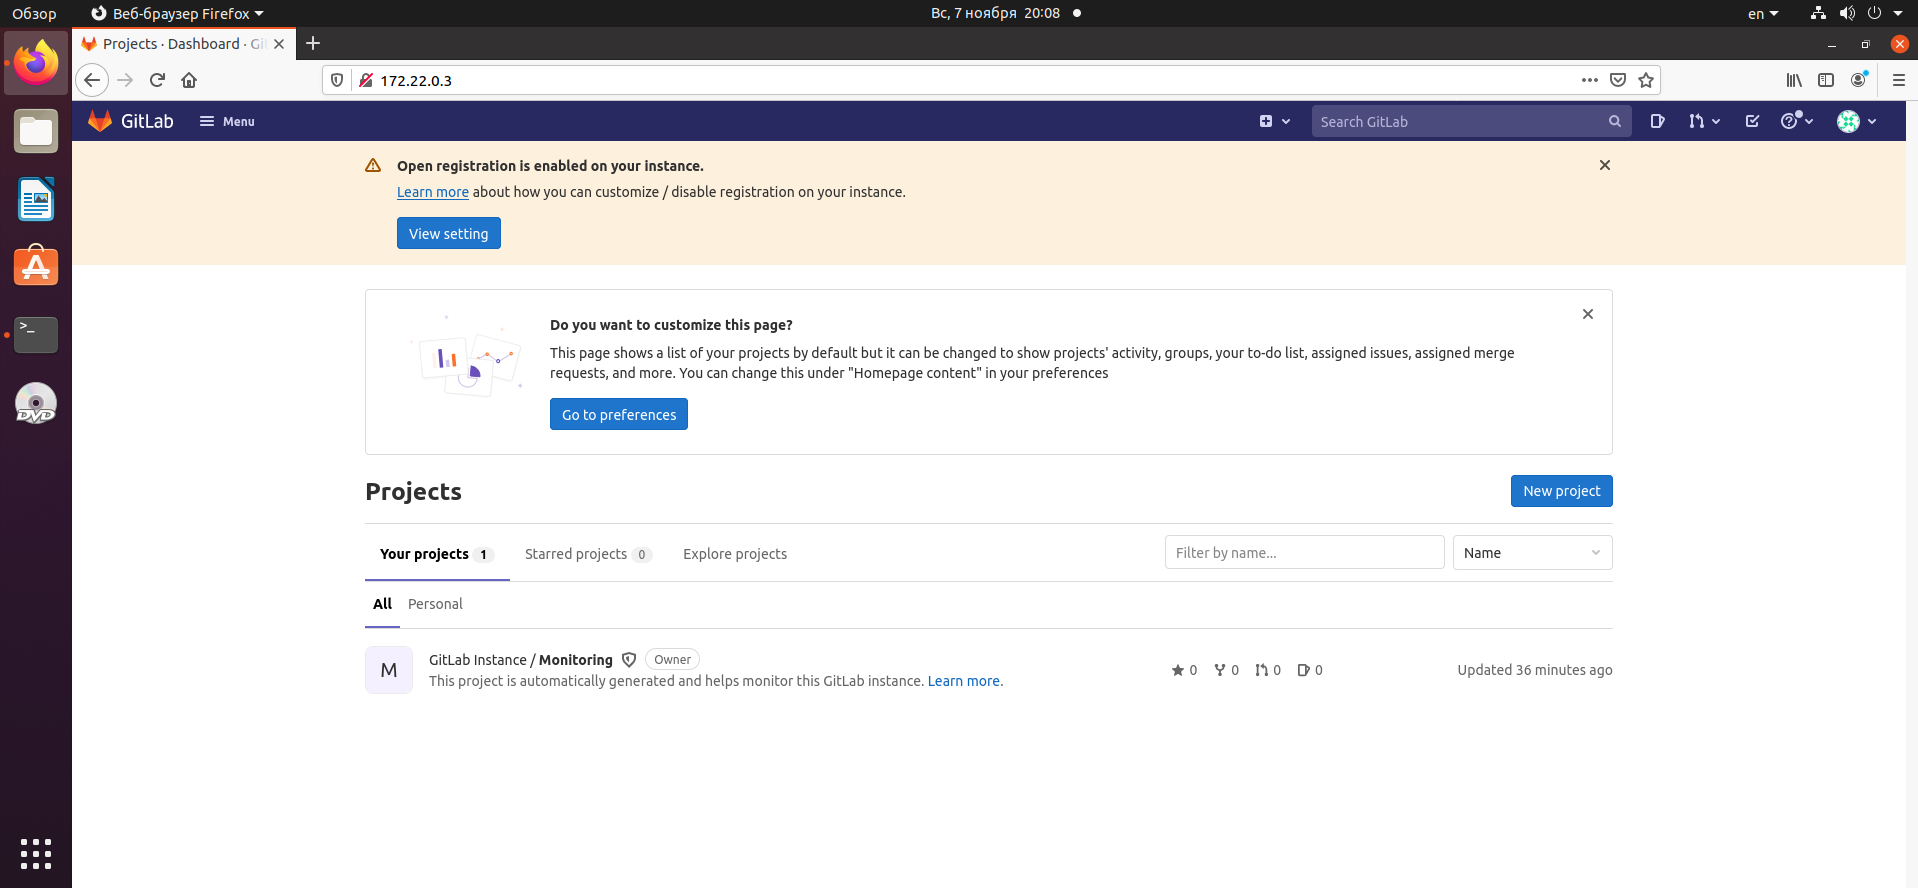 Обзор
Веб-браузер Firefox
Вс, 7 ноября 20:08
en
Projects · Dashboard · Gi
172.22.0.3
GitLab
Menu
Search GitLab
Open registration is enabled on your instance.
Learn more about how you can customize / disable registration on your instance.
View setting
Do you want to customize this page?
This page shows a list of your projects by default but it can be changed to show projects' activity, groups, your to-do list, assigned issues, assigned merge
requests, and more. You can change this under "Homepage content" in your preferences
Go to preferences
Projects
New project
Your projects 1
Starred projects 0
Explore projects
Filter by name...
Name
All
Personal
M
GitLab Instance / Monitoring
Owner
This project is automatically generated and helps monitor this GitLab instance. Learn more.
0
0
0
0
Updated 36 minutes ago
>_
DVD